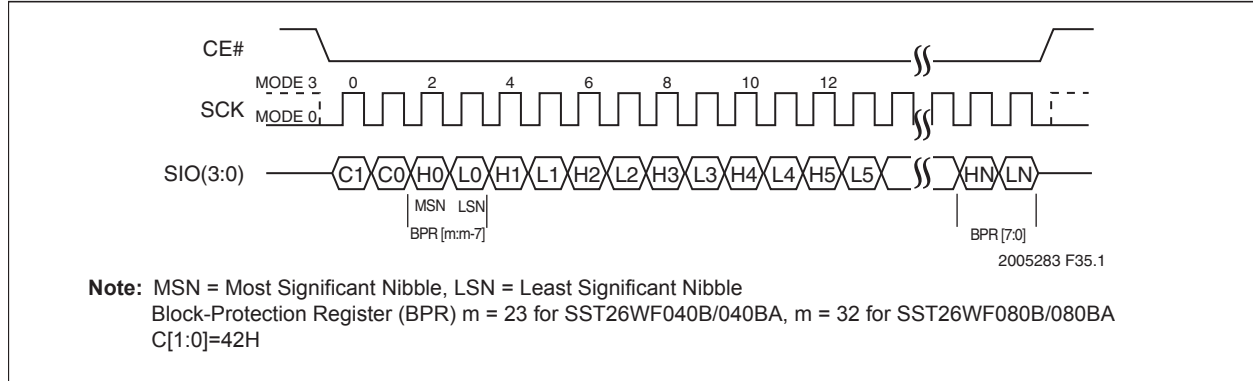 CE#
MODE 3 0 2 4 6 8 10 12
SCK
MODE 0
SIO(3:0) C1 C0 H0 L0 H1 L1 H2 L2 H3 L3 H4 L4 H5 L5 HN LN
MSN LSN
BPR [m:m-7] BPR [7:0]
2005283 F35.1
Note: MSN = Most Significant Nibble, LSN = Least Significant Nibble
Block-Protection Register (BPR) m = 23 for SST26WF040B/040BA, m = 32 for SST26WF080B/080BA
C[1:0]=42H